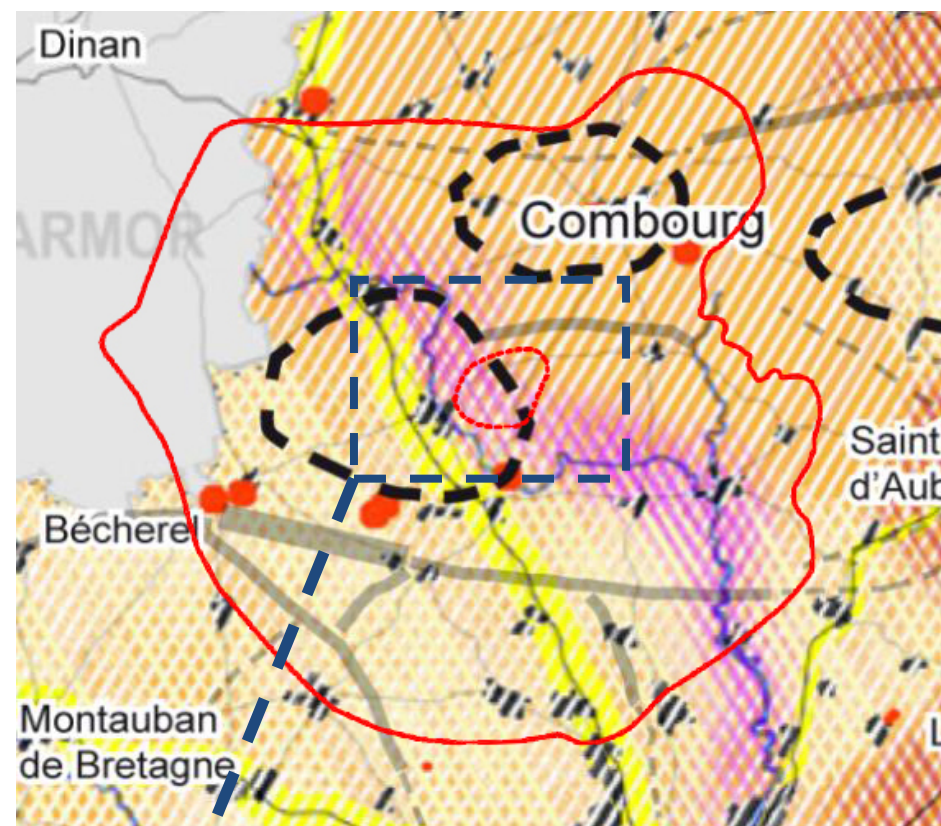 Dinan
ARMOR
Combourg
Saint
d'Aub
Bécherel
Montauban
de Bretagne
L